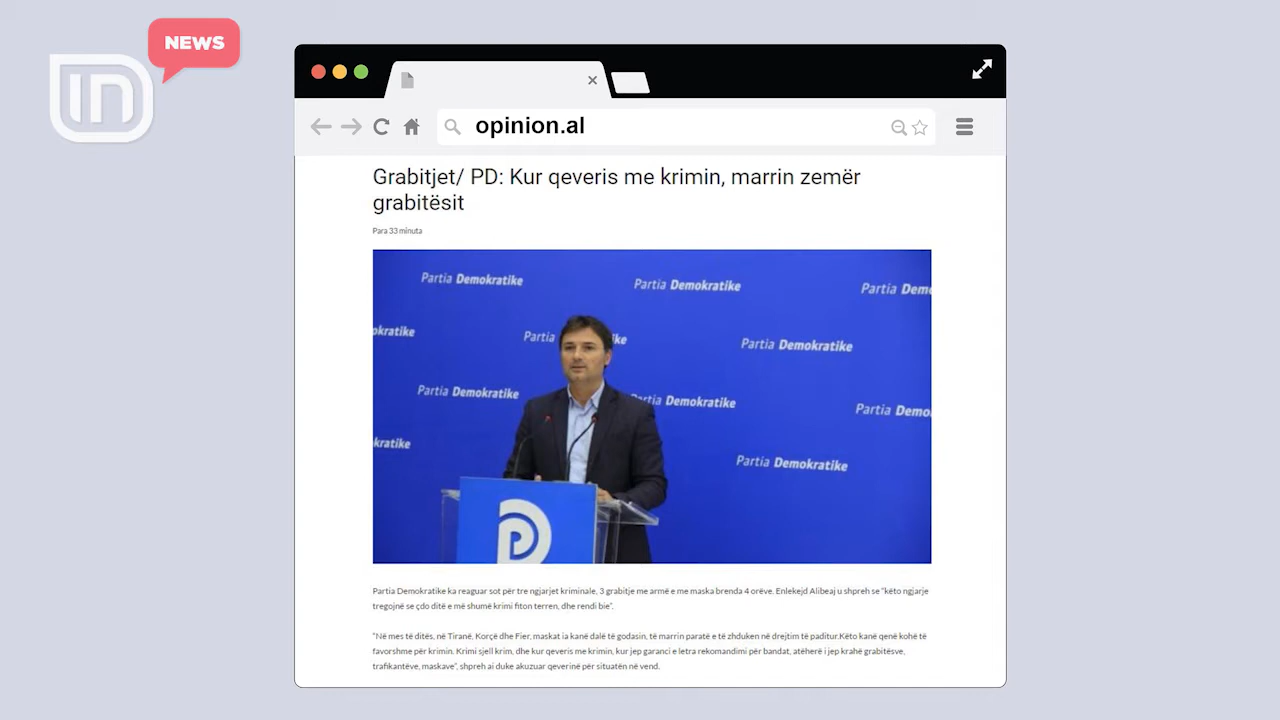 IN
NEWS
opinion.al
Grabitjet/ PD: Kur qeveris me krimin, marrin zemër
grabitësit
Para 33 minuta
Partia Demokratike
Partia Demokratike
Partia Dem
okratike
Partia
ke
Partia Demokratike
Partia Demokratike
rtia Demokratike
Partia Demo
kratike
Partia Demokratike
Partia Demokratike ka reaguar sot për tre ngjarjet kriminale, 3 grabitje me armë e me maska brenda 4 orëve. Enlekejd Alibeaj u shpreh se "këto ngjarje
tregojnë se çdo ditë e më shumë krimi fiton terren, dhe rendi bie".
"Në mes të ditës, në Tiranë, Korçë dhe Fier, maskat ia kanë dalë të godasin, të marrin paratë e të zhduken në drejtim të paditur.Këto kanë qenë kohë të
favorshme për krimin. Krimi sjell krim, dhe kur qeveris me krimin, kur jep garanci e letra rekomandimi për bandat, atëherë i jep krahë grabitësve,
trafikantëve, maskave", shpreh ai duke akuzuar qeverinë për situatën në vend.